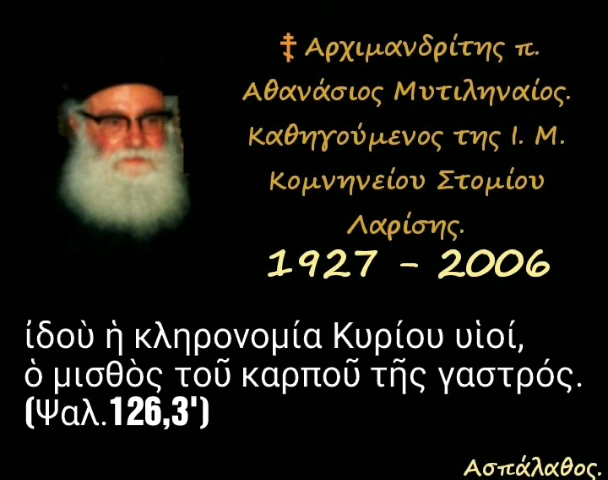 ‡ Αρχιμανδρίτης π.
Αθανάσιος Μυτιληναίος.
Καθηγούμενος της Ι. Μ.
Κομνηνείου Στομίου
Λαρίσης.
1927 - 2006
ἰδοὺ ἡ κληρονομία Κυρίου υἱοί,
ὁ μισθὸς τοῦ καρποῦ τῆς γαστρός.
(Ψαλ.126,3')
Ασπάλαθος.